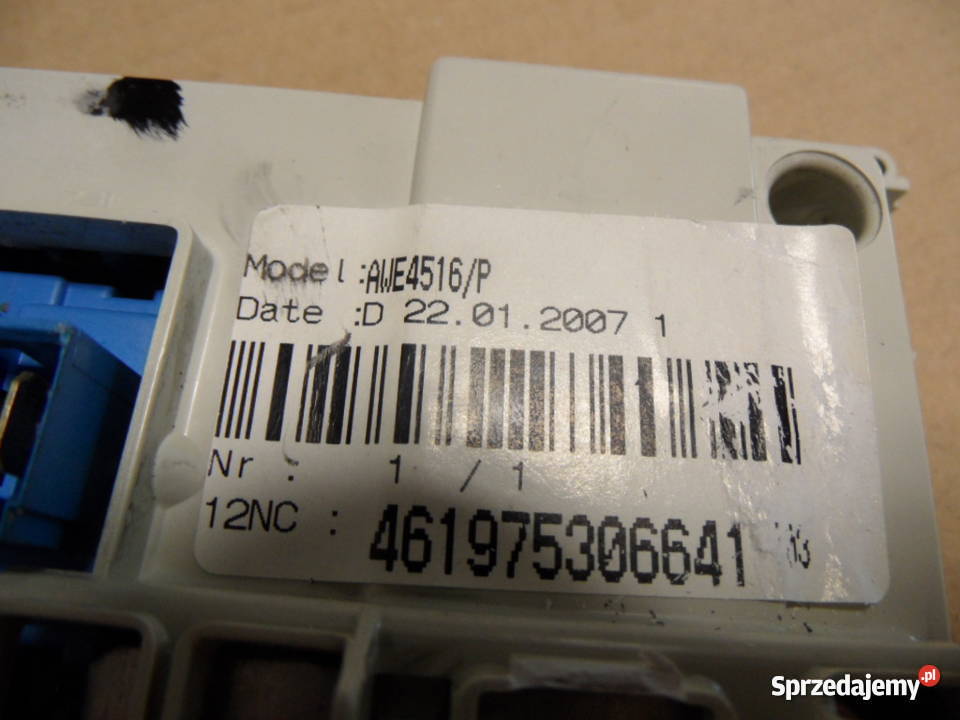 Model :AWE4516/P
Date :D 22.01.2007 1
Nr : 1 / 1
12NC : 461975306641
Sprzedajemy.pl